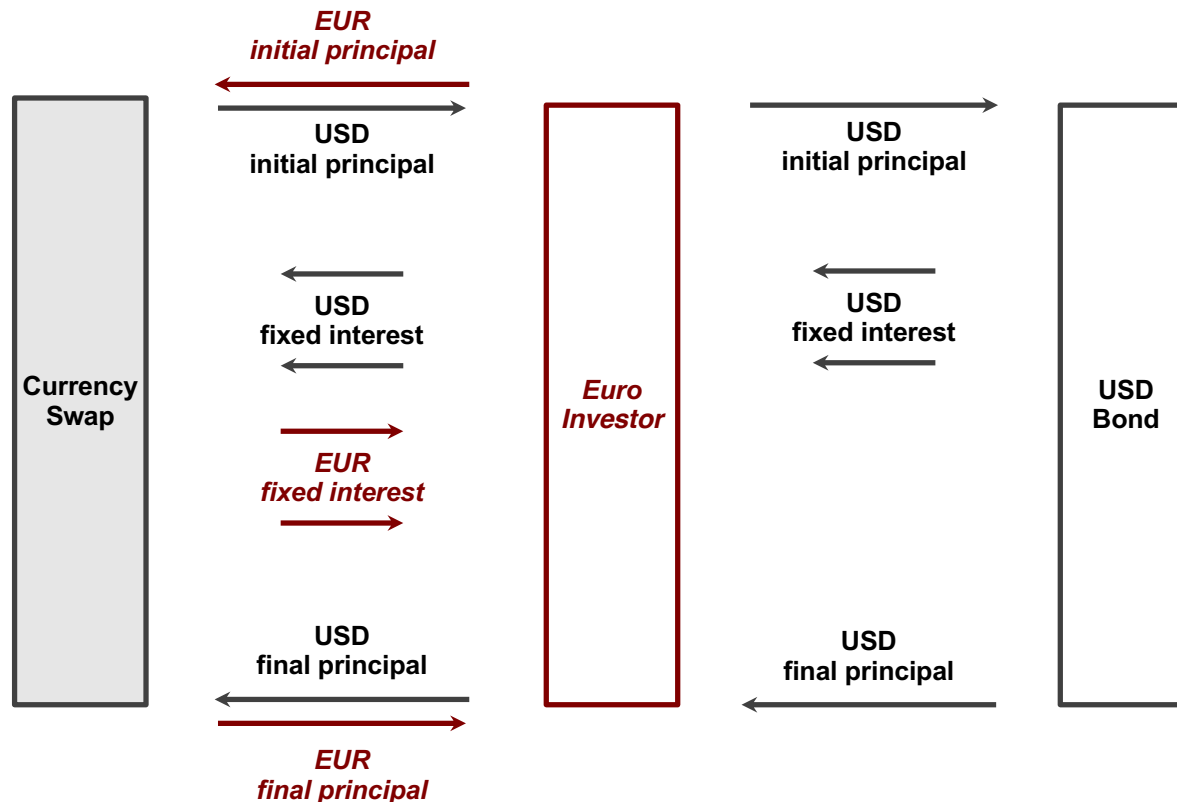 EUR
initial principal
USD
initial principal
USD
initial principal
USD
fixed interest
USD
fixed interest
Currency
Swap
Euro
Investor
USD
Bond
EUR
fixed interest
USD
final principal
USD
final principal
EUR
final principal